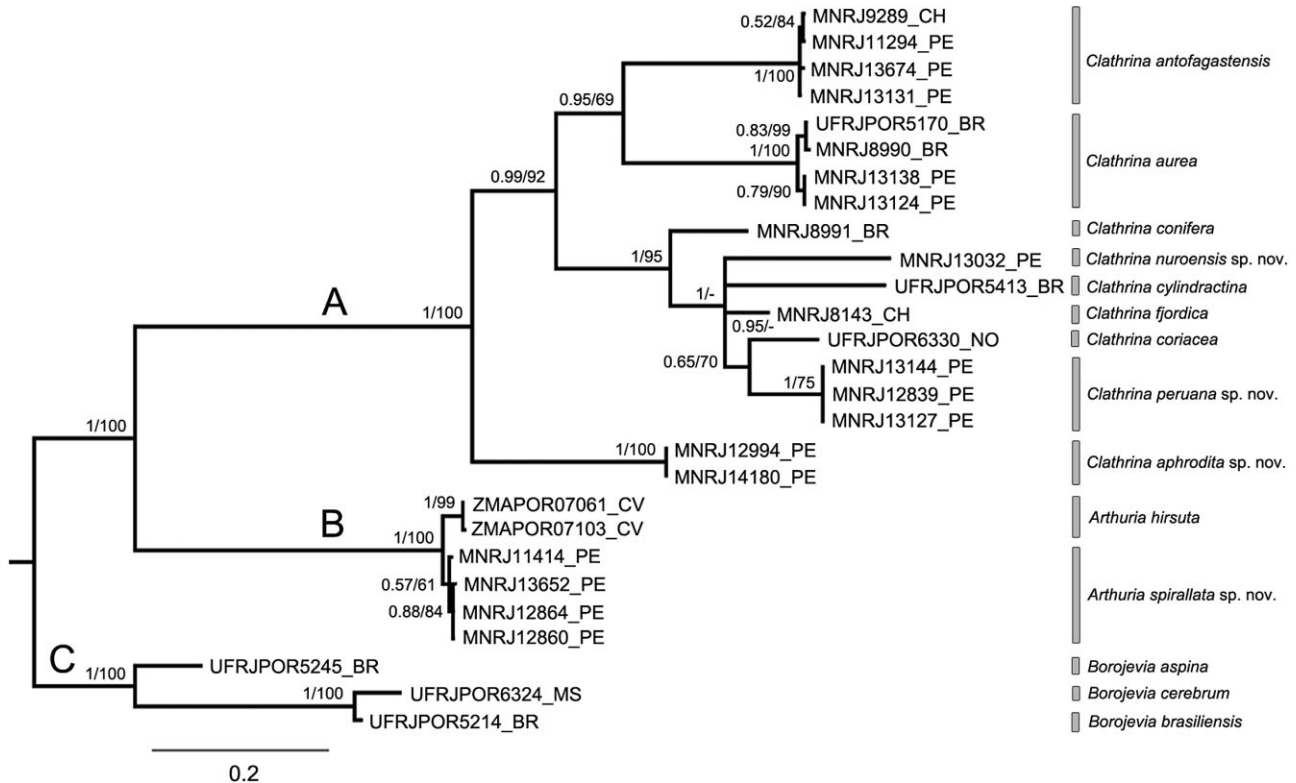 0.52/84
MNRJ9289_CH
MNRJ11294_PE
1/100
MNRJ13674_PE
MNRJ13131_PE
Clathrina antofagastensis
0.95/69
0.83/99
UFRJPOR5170_BR
1/100
MNRJ8990_BR
MNRJ13138_PE
0.79/90
MNRJ13124_PE
Clathrina aurea
0.99/92
MNRJ8991_BR
Clathrina conifera
1/95
MNRJ13032_PE
Clathrina nuroensis sp. nov.
UFRJPOR5413_BR
Clathrina cylindractina
1/-
MNRJ8143_CH
Clathrina fjordica
0.95/-
UFRJPOR6330_NO
Clathrina coriacea
0.65/70
MNRJ13144_PE
1/75
MNRJ12839_PE
MNRJ13127_PE
Clathrina peruana sp. nov.
A
1/100
1/100
1/100
MNRJ12994_PE
MNRJ14180_PE
Clathrina aphrodita sp. nov.
1/99
ZMAPOR07061_CV
ZMAPOR07103_CV
Arthuria hirsuta
B
1/100
MNRJ11414_PE
0.57/61
MNRJ13652_PE
0.88/84
MNRJ12864_PE
MNRJ12860_PE
Arthuria spirallata sp. nov.
C
1/100
UFRJPOR5245_BR
Borojevia aspina
1/100
UFRJPOR6324_MS
Borojevia cerebrum
UFRJPOR5214_BR
Borojevia brasiliensis
0.2